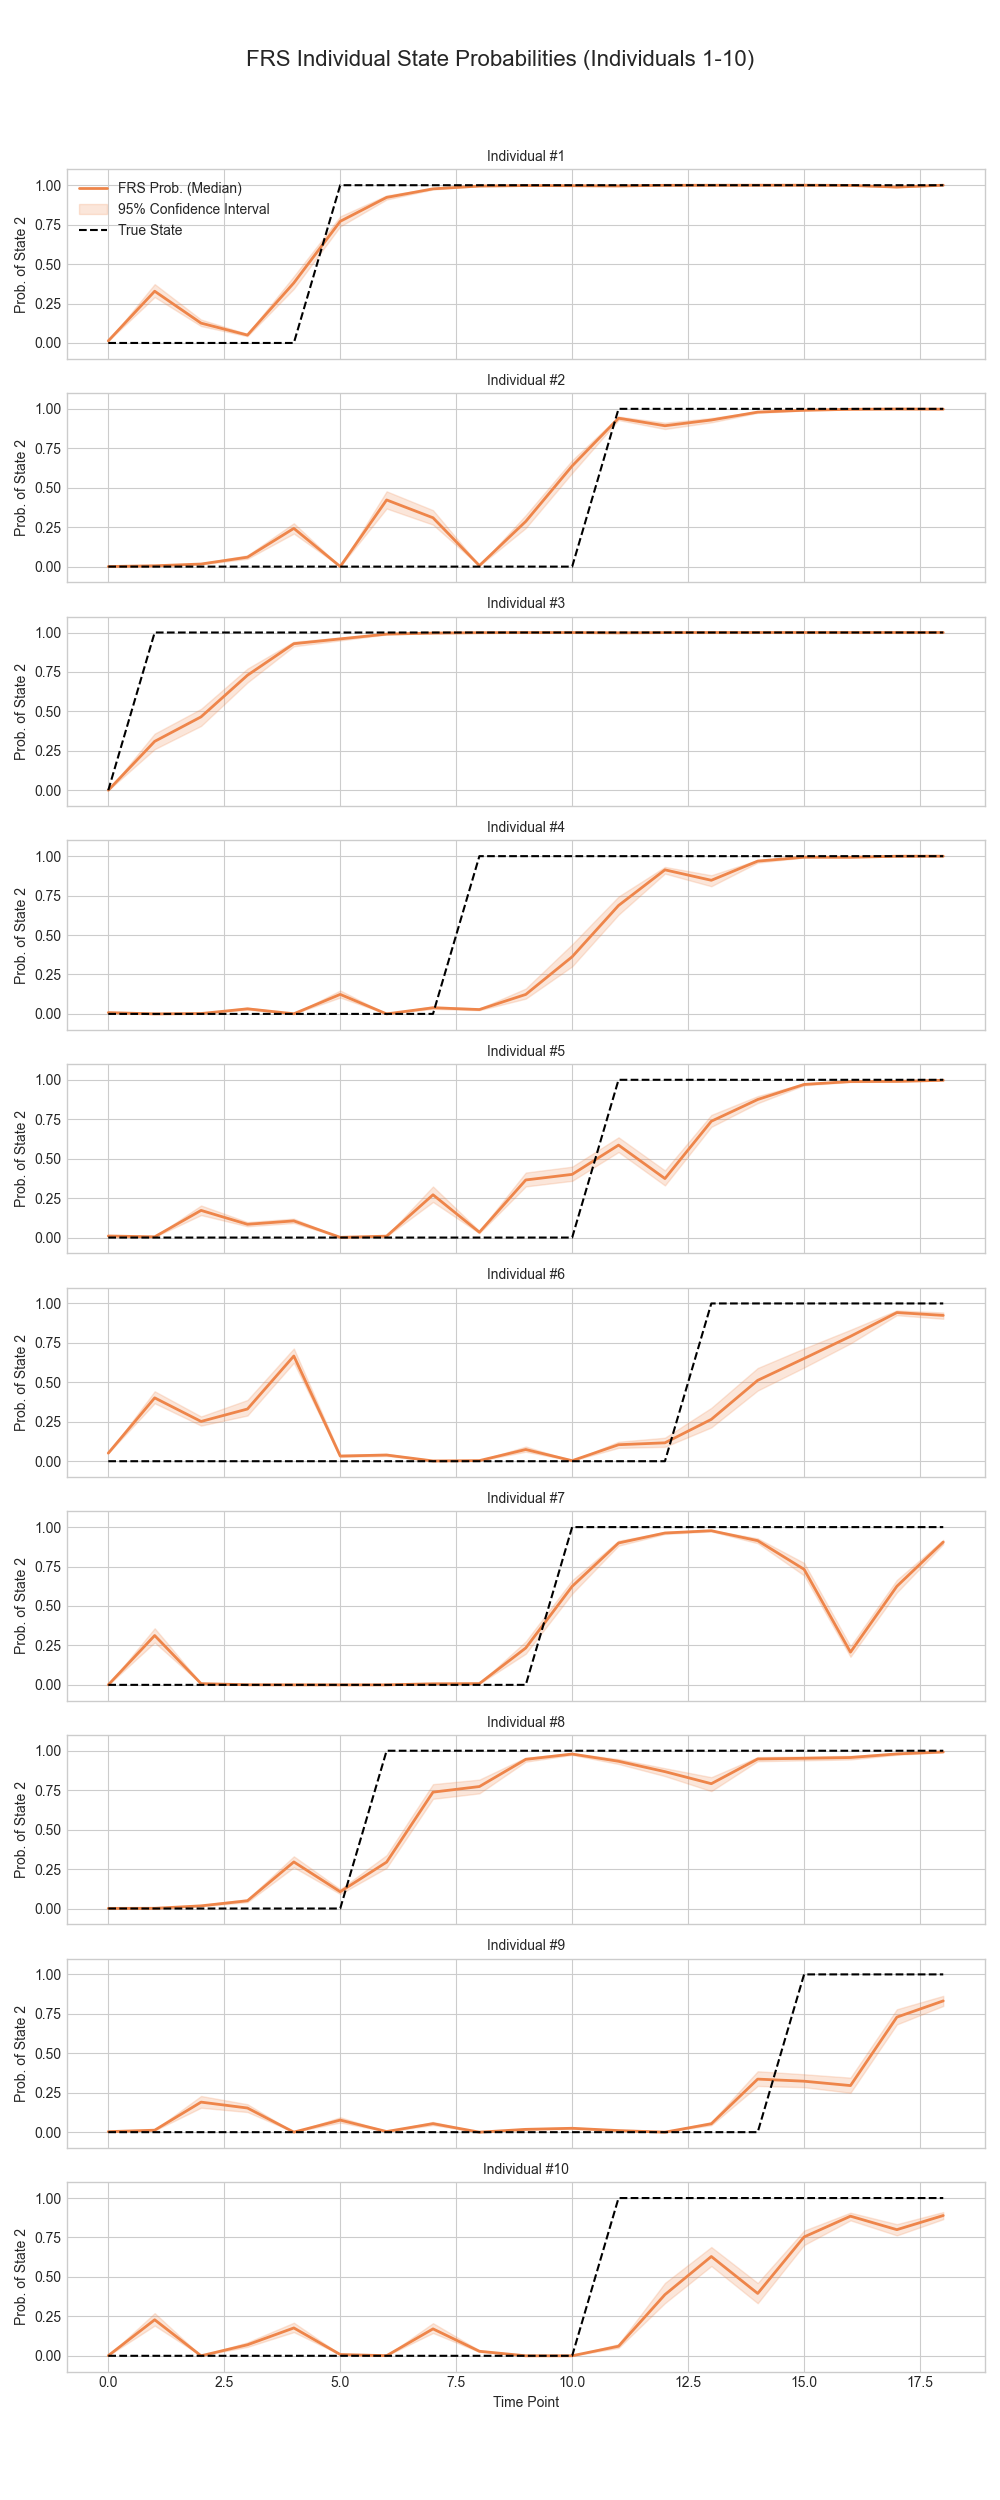 FRS Individual State Probabilities (Individuals 1-10)
Individual #1
FRS Prob. (Median)
95% Confidence Interval
True State
Prob. of State 2
1.00
0.75
0.50
0.25
0.00
Individual #2
Prob. of State 2
1.00
0.75
0.50
0.25
0.00
Individual #3
Prob. of State 2
1.00
0.75
0.50
0.25
0.00
Individual #4
Prob. of State 2
1.00
0.75
0.50
0.25
0.00
Individual #5
Prob. of State 2
1.00
0.75
0.50
0.25
0.00
Individual #6
Prob. of State 2
1.00
0.75
0.50
0.25
0.00
Individual #7
Prob. of State 2
1.00
0.75
0.50
0.25
0.00
Individual #8
Prob. of State 2
1.00
0.75
0.50
0.25
0.00
Individual #9
Prob. of State 2
1.00
0.75
0.50
0.25
0.00
Individual #10
Prob. of State 2
1.00
0.75
0.50
0.25
0.00
0.0 2.5 5.0 7.5 10.0 12.5 15.0 17.5
Time Point